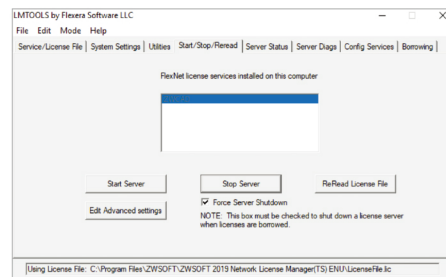 LMTOOLS by Flexera Software LLC
File Edit Mode Help
Service/License File System Settings Utilities Start/Stop/Reread Server Status Server Diags Config Services Borrowing
FlexNet license services installed on this computer
Start Server
Stop Server
ReRead License File
Edit Advanced settings
Force Server Shutdown
NOTE: This box must be checked to shut down a license server
when licenses are borrowed.
Using License File: C:\Program Files\ZWSOFT\ZWSOFT 2019 Network License Manager(TS) ENU\LicenseFile.lic